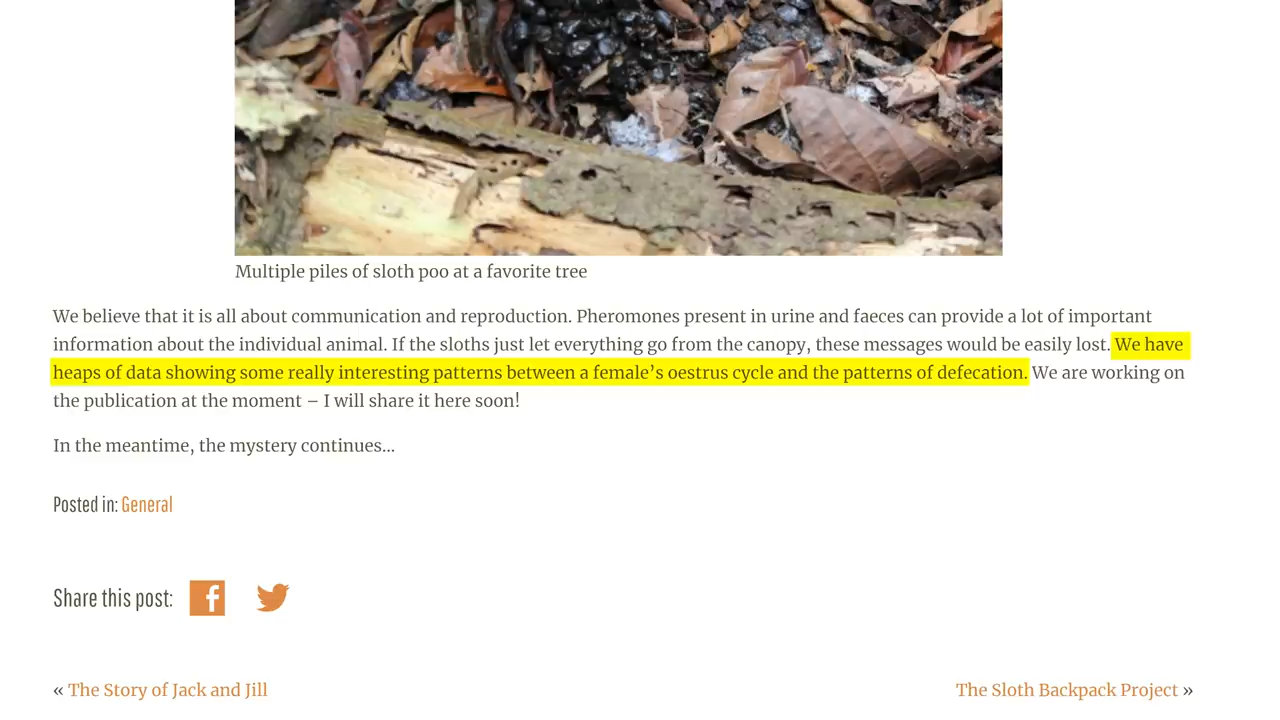 Multiple piles of sloth poo at a favorite tree
We believe that it is all about communication and reproduction. Pheromones present in urine and faeces can provide a lot of important
information about the individual animal. If the sloths just let everything go from the canopy, these messages would be easily lost. We have
heaps of data showing some really interesting patterns between a female’s oestrus cycle and the patterns of defecation. We are working on
the publication at the moment – I will share it here soon!
In the meantime, the mystery continues…
Posted in: General
Share this post:
« The Story of Jack and Jill
The Sloth Backpack Project »